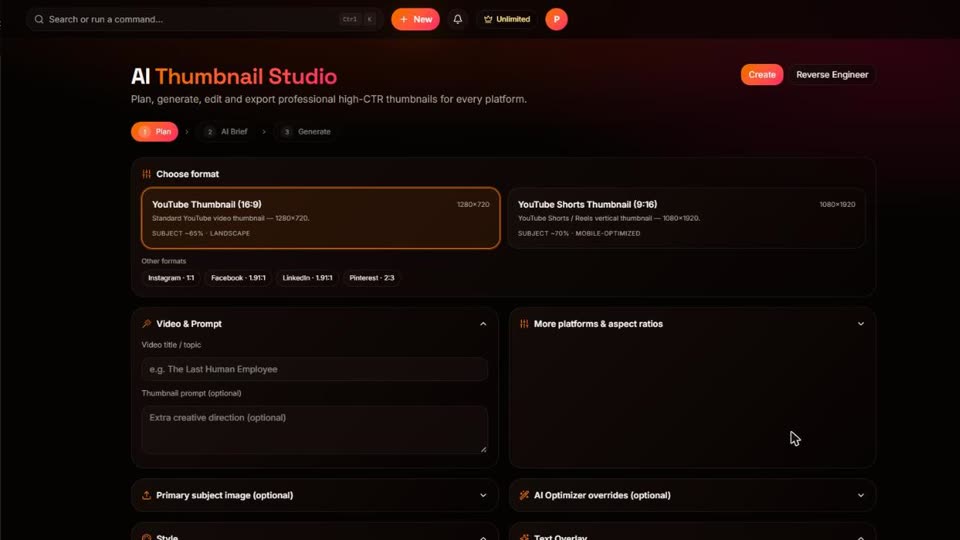 Search or run a command...
Ctrl K
+ New
Unlimited
P
AI Thumbnail Studio
Plan, generate, edit and export professional high-CTR thumbnails for every platform.
Create
Reverse Engineer
1 Plan
2 AI Brief
3 Generate
Choose format
YouTube Thumbnail (16:9)
1280×720
Standard YouTube video thumbnail — 1280×720.
SUBJECT ~65% · LANDSCAPE
YouTube Shorts Thumbnail (9:16)
1080×1920
YouTube Shorts / Reels vertical thumbnail — 1080×1920.
SUBJECT ~70% · MOBILE-OPTIMIZED
Other formats
Instagram · 1:1
Facebook · 1.91:1
LinkedIn · 1.91:1
Pinterest · 2:3
Video & Prompt
Video title / topic
e.g. The Last Human Employee
Thumbnail prompt (optional)
Extra creative direction (optional)
More platforms & aspect ratios
Primary subject image (optional)
AI Optimizer overrides (optional)
Style
Text Overlay